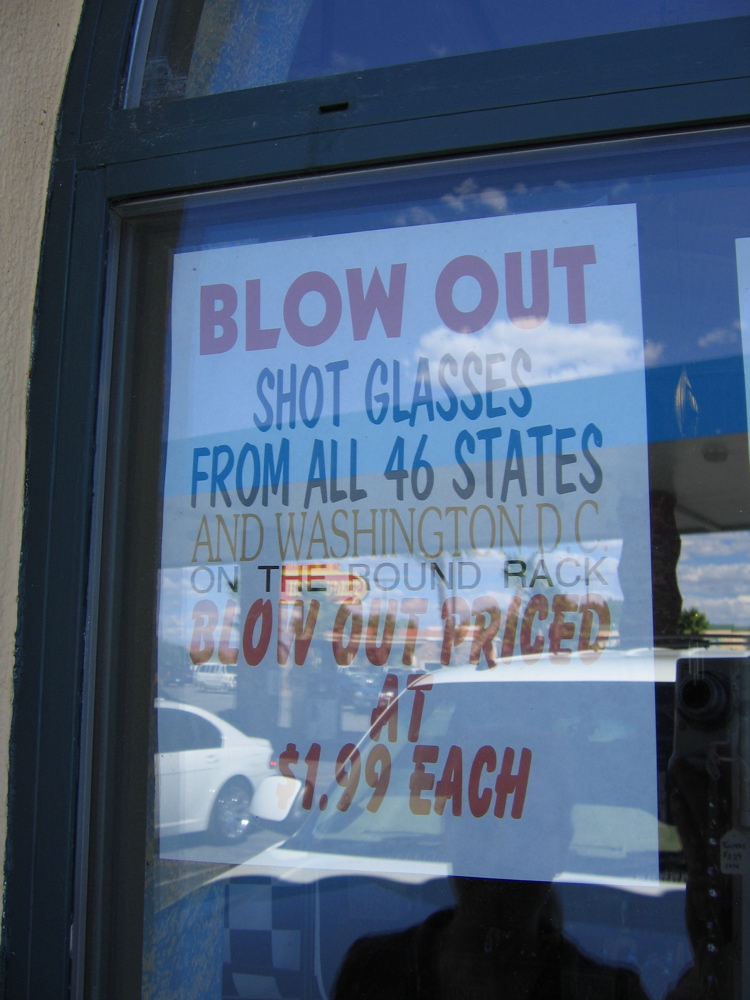 BLOW OUT
SHOT GLASSES
FROM ALL 46 STATES
AND WASHINGTON D.C.
ON THE ROUND RACK
BLOW OUT PRICED
AT
$1.99 EACH